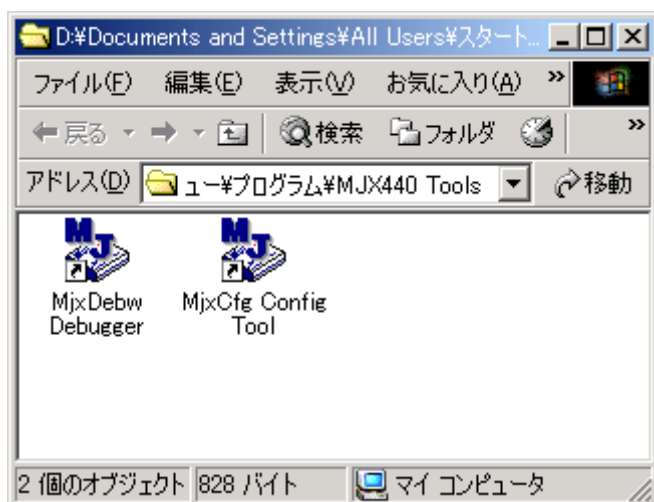 D:¥Documents and Settings¥All Users¥スタート...
ファイル(F) 編集(E) 表示(V) お気に入り(A) »
戻る 検索 フォルダ »
アドレス(D) ュー¥プログラム¥MJX440 Tools 移動
MJ MJ
MjxDebw Debugger
MjxCfg Config Tool
2 個のオブジェクト 828 バイト マイ コンピュータ